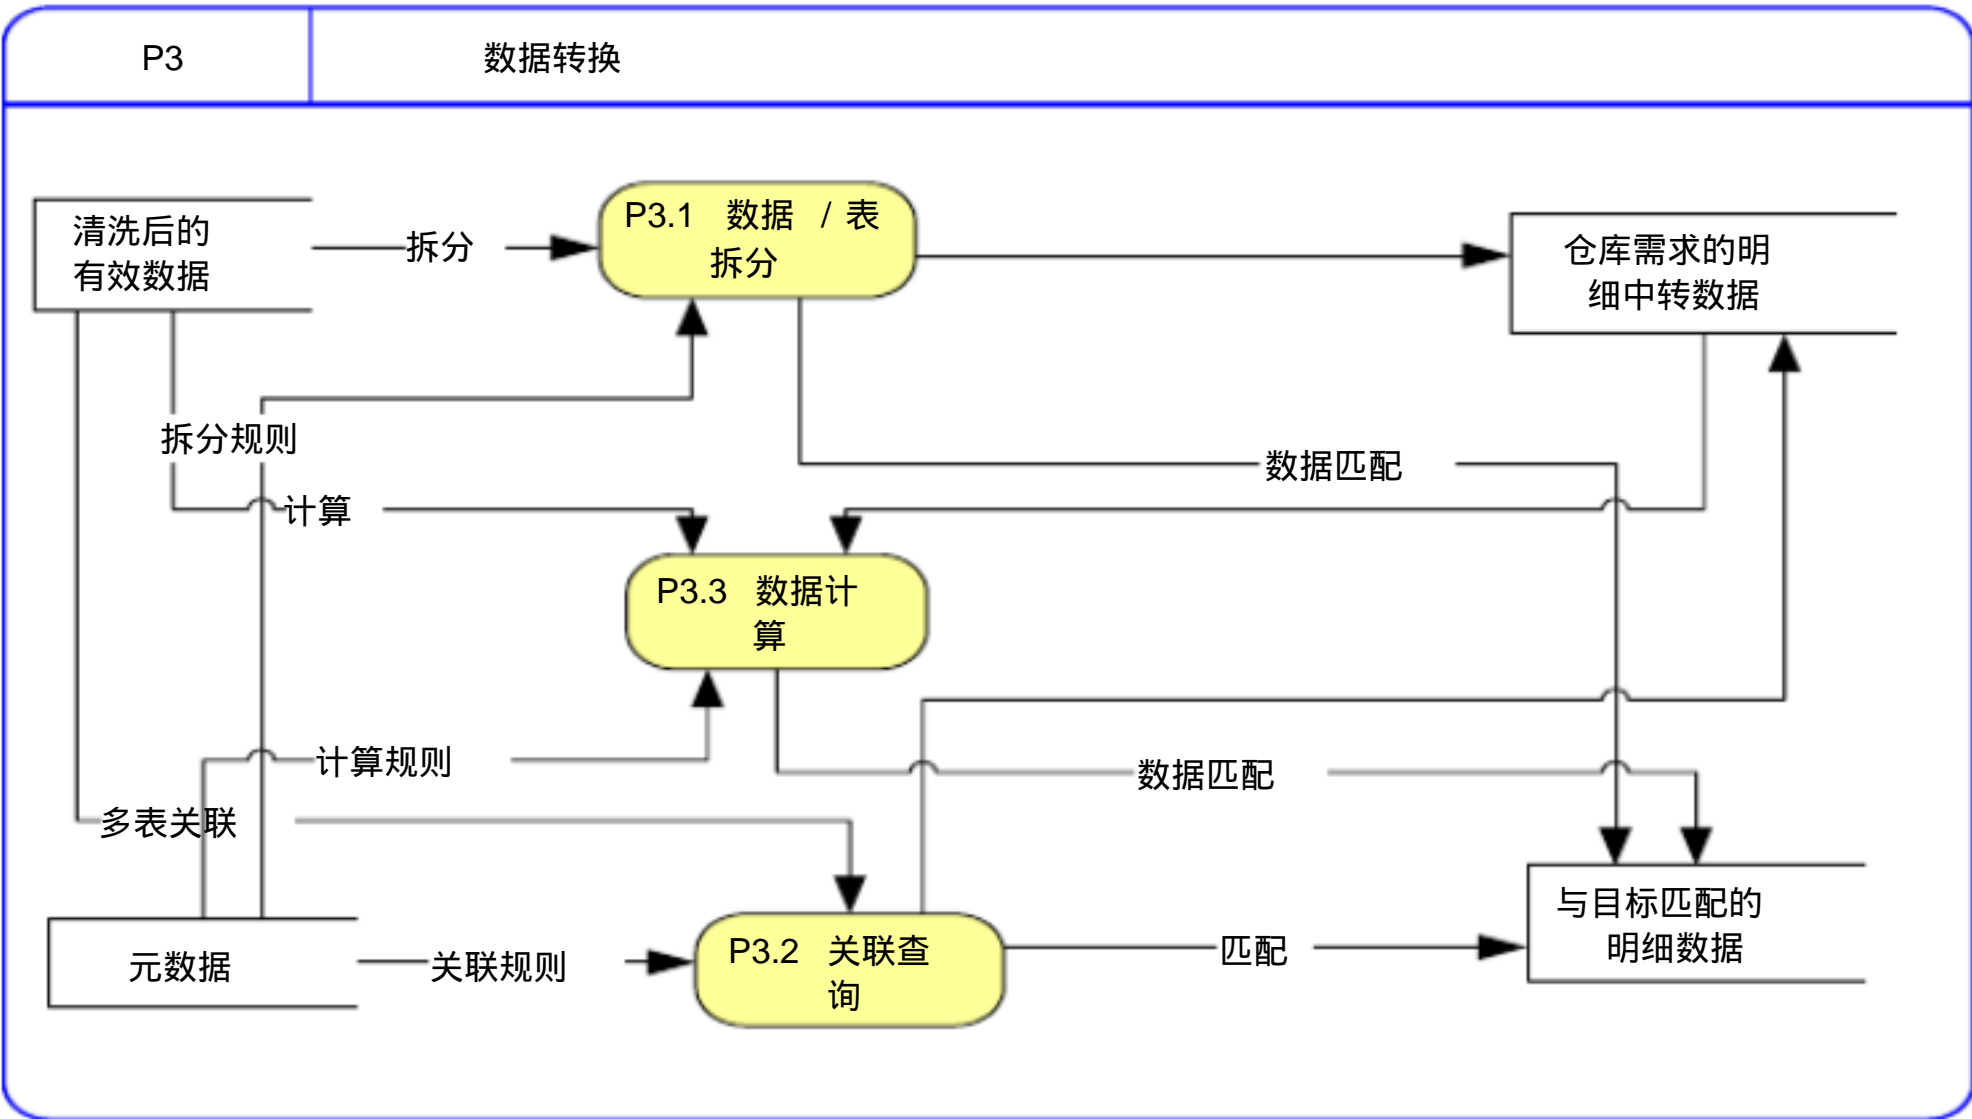 P3 数据转换
清洗后的
有效数据
拆分
P3.1 数据 / 表
拆分
仓库需求的明
细中转数据
拆分规则
数据匹配
计算
P3.3 数据计
算
计算规则
数据匹配
多表关联
元数据
关联规则
P3.2 关联查
询
匹配
与目标匹配的
明细数据